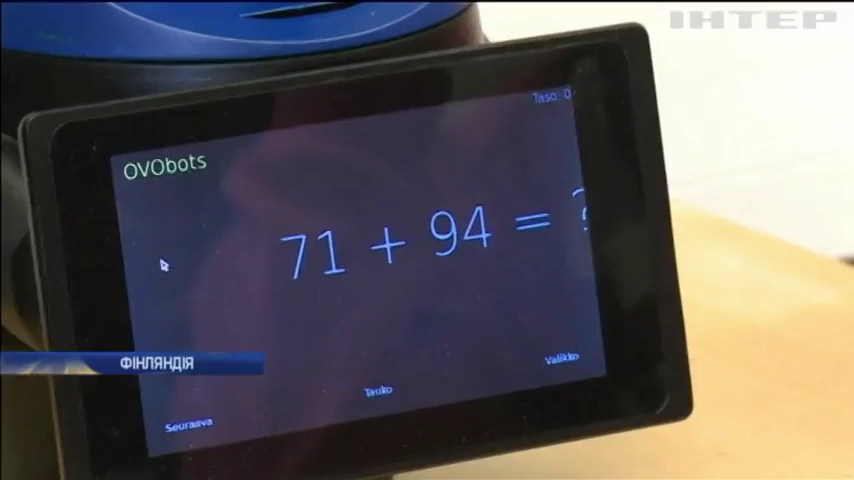 ІНТЕР
Taso: 0
OVObots
71 + 94 = ?
ФІНЛЯНДІЯ
Valikko
Tauko
Seuraava